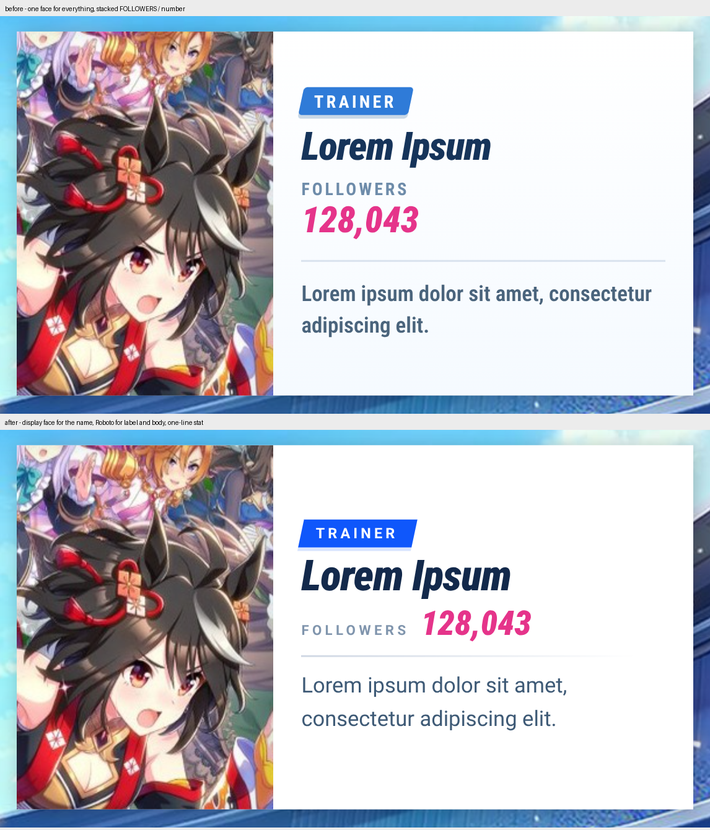 before - one face for everything, stacked FOLLOWERS / number
TRAINER
Lorem Ipsum
FOLLOWERS
128,043
Lorem ipsum dolor sit amet, consectetur
adipiscing elit.
after - display face for the name, Roboto for label and body, one-line stat
TRAINER
Lorem Ipsum
FOLLOWERS 128,043
Lorem ipsum dolor sit amet,
consectetur adipiscing elit.